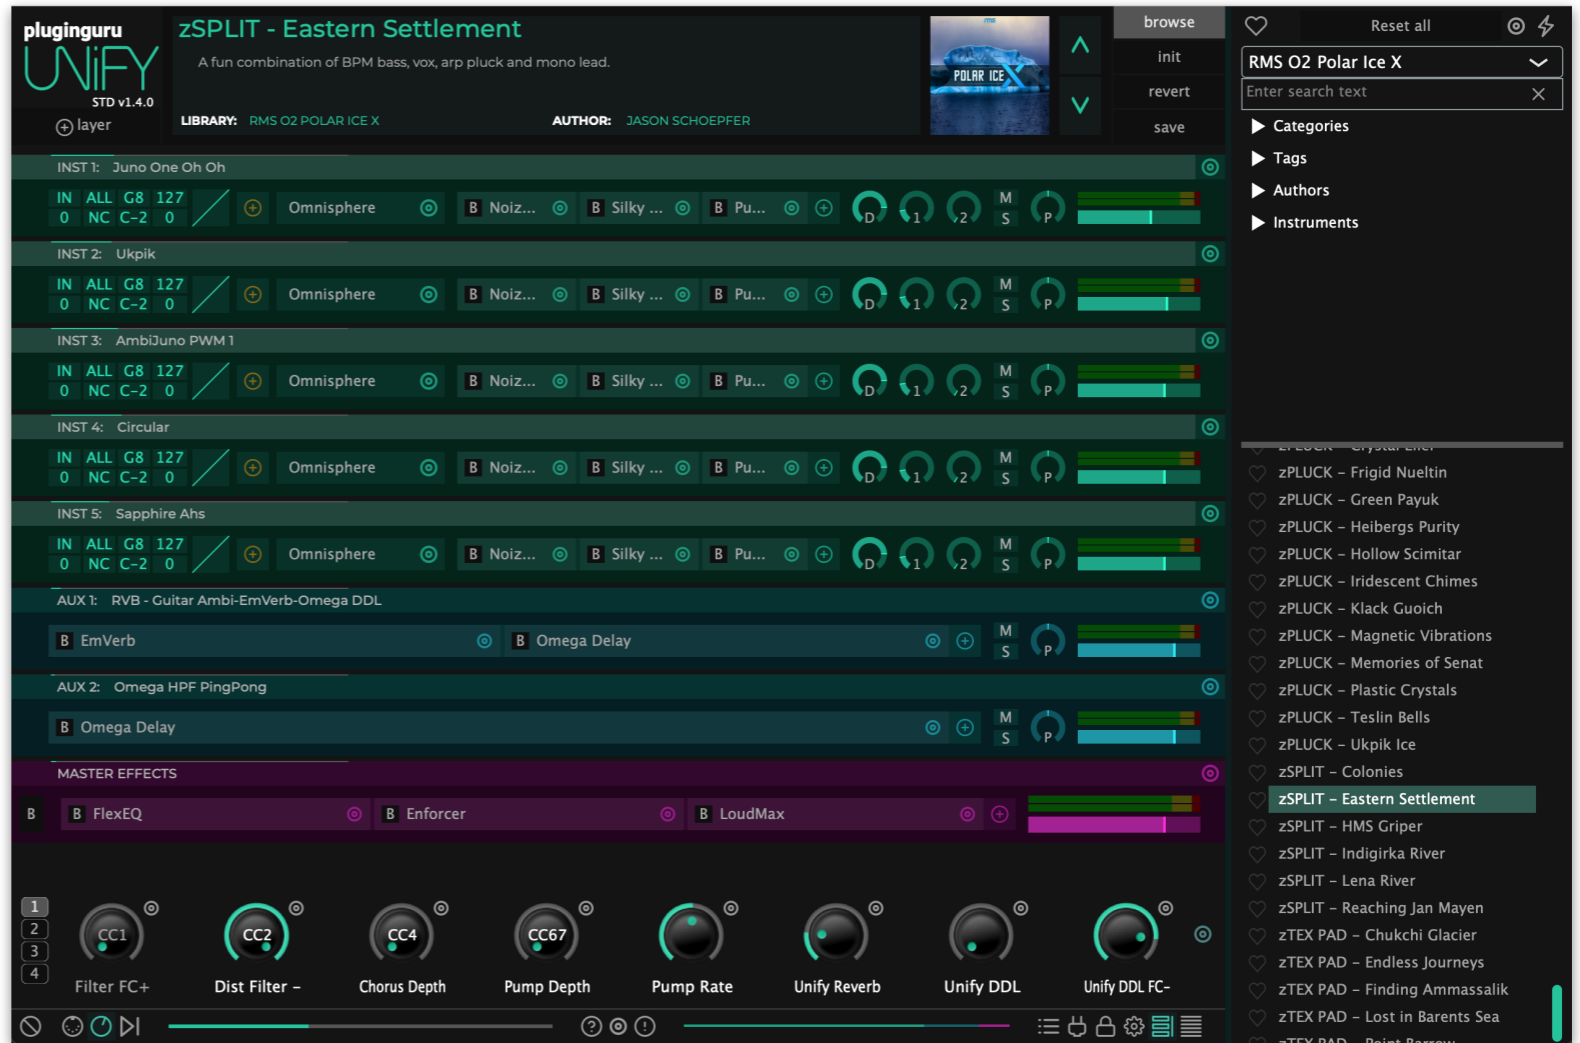 pluginguru
UNiFY
STD v1.4.0
layer
zSPLIT - Eastern Settlement
A fun combination of BPM bass, vox, arp pluck and mono lead.
LIBRARY: RMS O2 POLAR ICE X AUTHOR: JASON SCHOEPFER
rms
POLAR ICE X
browse
init
revert
save
INST 1: Juno One Oh Oh
IN ALL G8 127
0 NC C-2 0
Omnisphere B Noiz... B Silky ... B Pu... D 1 2 M S P
INST 2: Ukpik
IN ALL G8 127
0 NC C-2 0
Omnisphere B Noiz... B Silky ... B Pu... D 1 2 M S P
INST 3: AmbiJuno PWM 1
IN ALL G8 127
0 NC C-2 0
Omnisphere B Noiz... B Silky ... B Pu... D 1 2 M S P
INST 4: Circular
IN ALL G8 127
0 NC C-2 0
Omnisphere B Noiz... B Silky ... B Pu... D 1 2 M S P
INST 5: Sapphire Ahs
IN ALL G8 127
0 NC C-2 0
Omnisphere B Noiz... B Silky ... B Pu... D 1 2 M S P
AUX 1: RVB - Guitar Ambi-EmVerb-Omega DDL
B EmVerb B Omega Delay M S P
AUX 2: Omega HPF PingPong
B Omega Delay M S P
MASTER EFFECTS
B B FlexEQ B Enforcer B LoudMax
1
2
3
4
CC1 CC2 CC4 CC67
Filter FC+ Dist Filter – Chorus Depth Pump Depth Pump Rate Unify Reverb Unify DDL Unify DDL FC-
Reset all
RMS O2 Polar Ice X
Enter search text
Categories
Tags
Authors
Instruments
zPLUCK – Frigid Nueltin
zPLUCK – Green Payuk
zPLUCK – Heibergs Purity
zPLUCK – Hollow Scimitar
zPLUCK – Iridescent Chimes
zPLUCK – Klack Guoich
zPLUCK – Magnetic Vibrations
zPLUCK – Memories of Senat
zPLUCK – Plastic Crystals
zPLUCK – Teslin Bells
zPLUCK – Ukpik Ice
zSPLIT – Colonies
zSPLIT – Eastern Settlement
zSPLIT – HMS Griper
zSPLIT – Indigirka River
zSPLIT – Lena River
zSPLIT – Reaching Jan Mayen
zTEX PAD – Chukchi Glacier
zTEX PAD – Endless Journeys
zTEX PAD – Finding Ammassalik
zTEX PAD – Lost in Barents Sea
zTEX PAD – Point Barrow